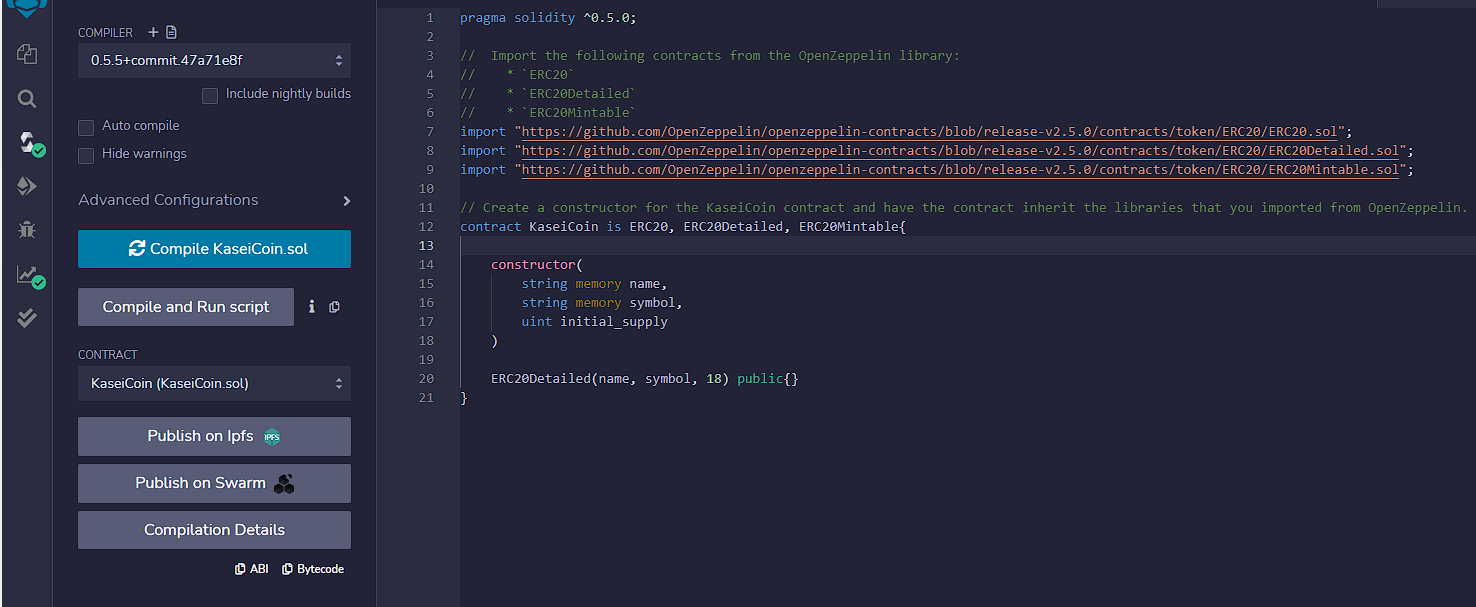 COMPILER
0.5.5+commit.47a71e8f
Include nightly builds
Auto compile
Hide warnings
Advanced Configurations
Compile KaseiCoin.sol
Compile and Run script
i
CONTRACT
KaseiCoin (KaseiCoin.sol)
Publish on Ipfs IPFS
Publish on Swarm
Compilation Details
ABI Bytecode
1 pragma solidity ^0.5.0;
2
3 //  Import the following contracts from the OpenZeppelin library:
4 //    * `ERC20`
5 //    * `ERC20Detailed`
6 //    * `ERC20Mintable`
7 import "https://github.com/OpenZeppelin/openzeppelin-contracts/blob/release-v2.5.0/contracts/token/ERC20/ERC20.sol";
8 import "https://github.com/OpenZeppelin/openzeppelin-contracts/blob/release-v2.5.0/contracts/token/ERC20/ERC20Detailed.sol";
9 import "https://github.com/OpenZeppelin/openzeppelin-contracts/blob/release-v2.5.0/contracts/token/ERC20/ERC20Mintable.sol";
10
11 // Create a constructor for the KaseiCoin contract and have the contract inherit the libraries that you imported from OpenZeppelin.
12 contract KaseiCoin is ERC20, ERC20Detailed, ERC20Mintable{
13
14     constructor(
15         string memory name,
16         string memory symbol,
17         uint initial_supply
18     )
19
20     ERC20Detailed(name, symbol, 18) public{}
21 }